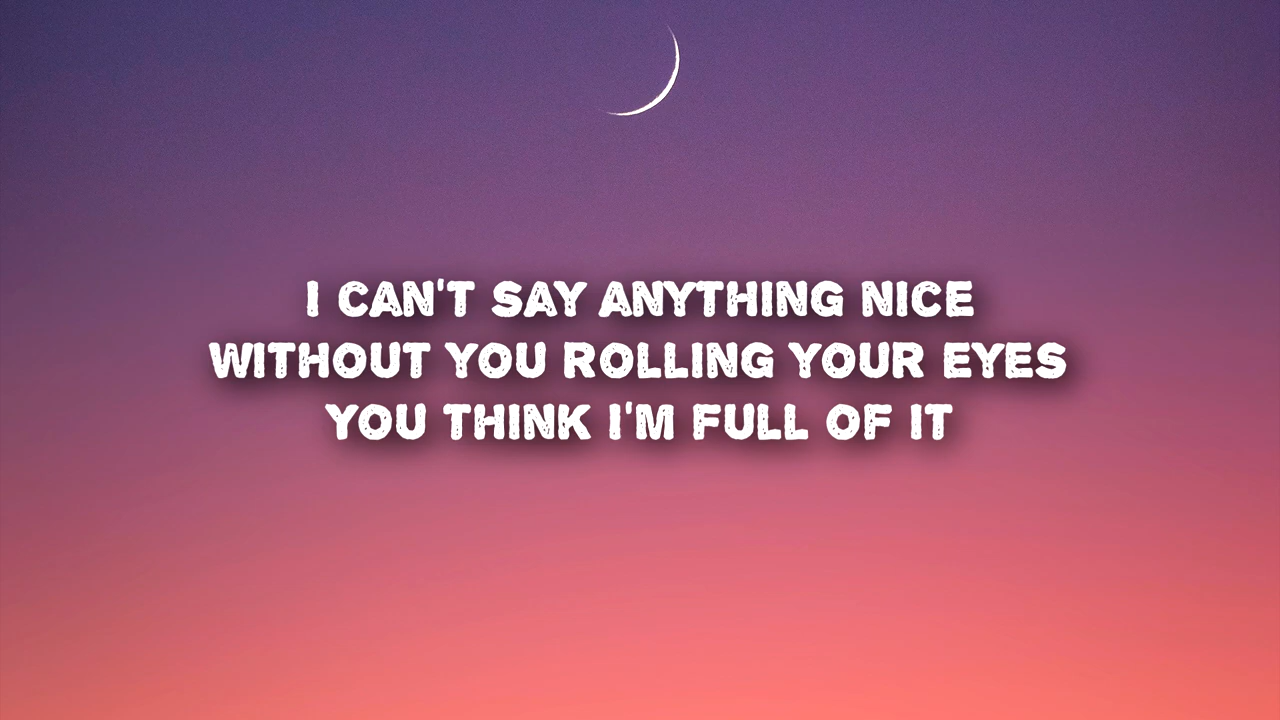 I CAN'T SAY ANYTHING NICE
WITHOUT YOU ROLLING YOUR EYES
YOU THINK I'M FULL OF IT